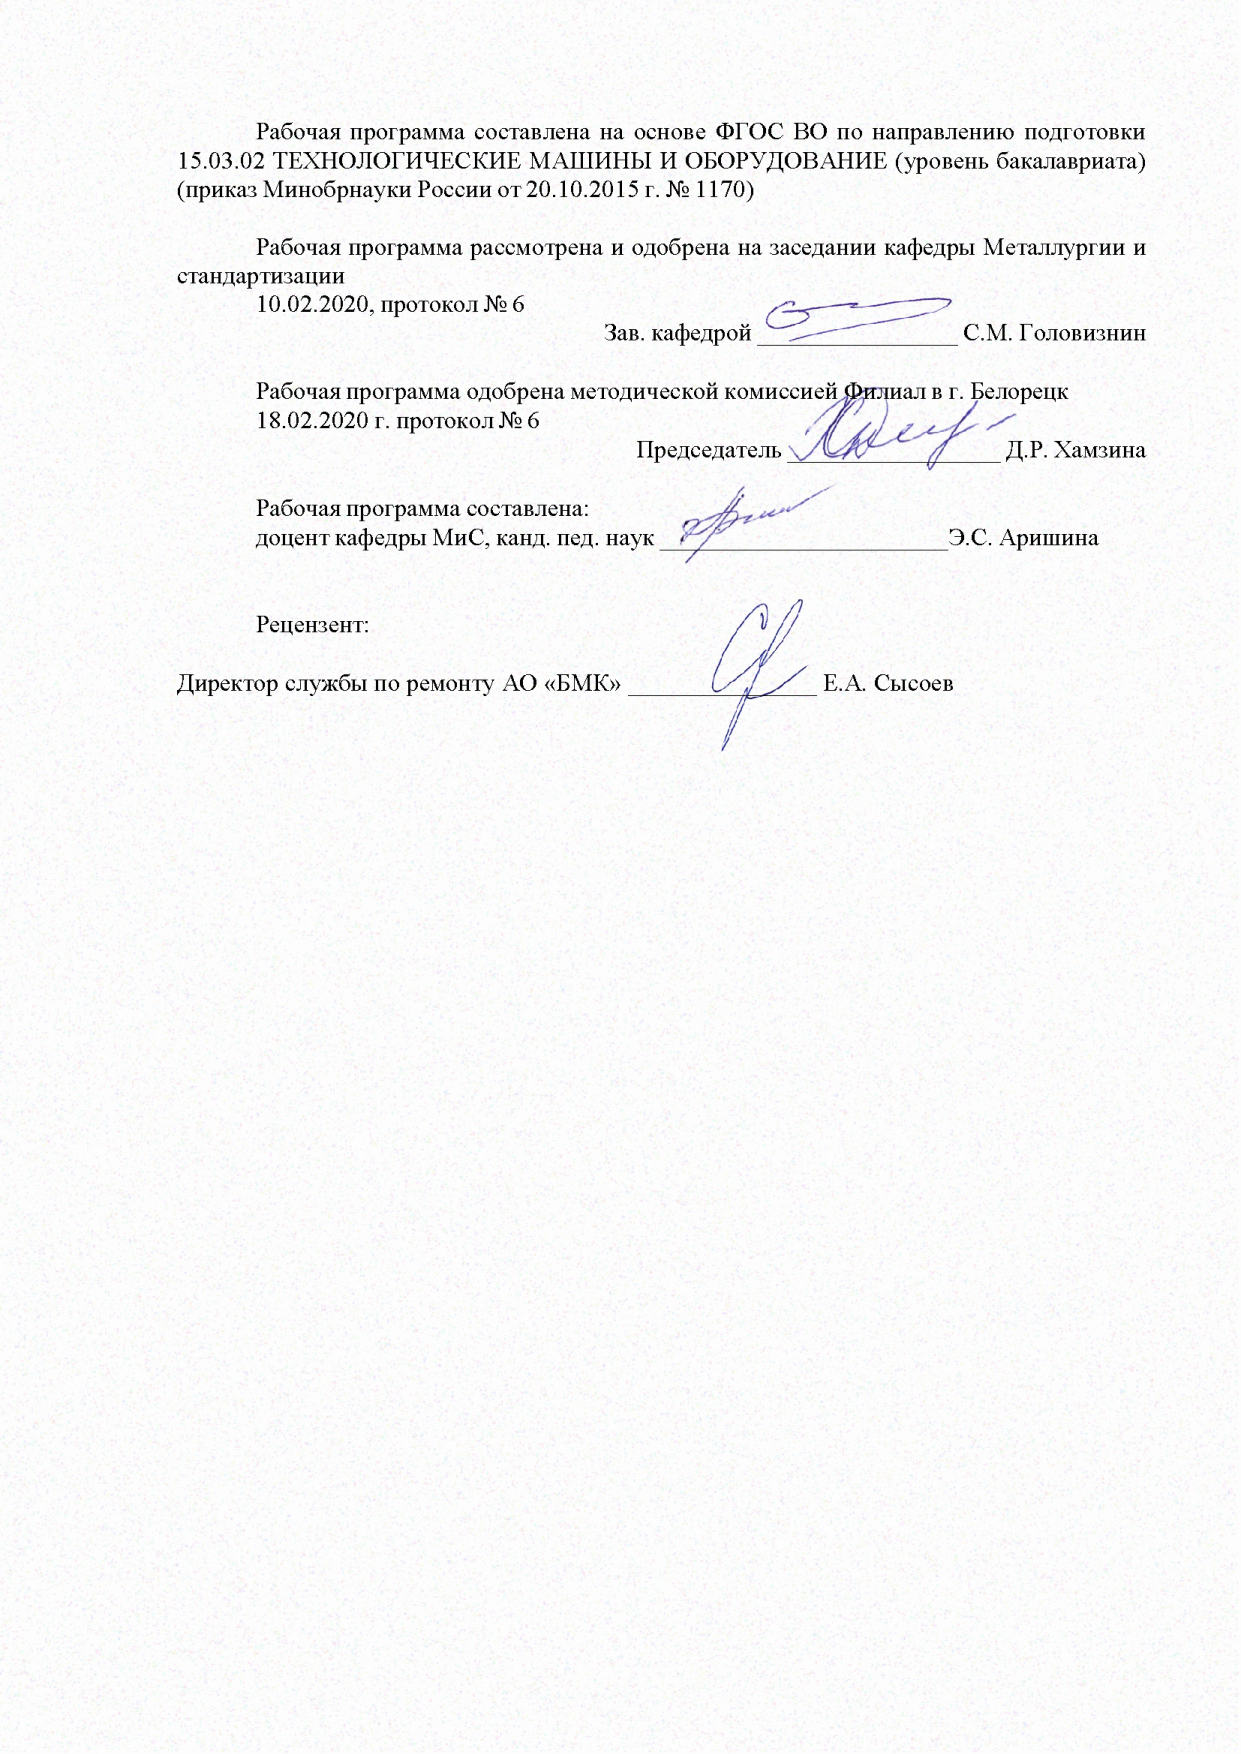 Рабочая программа составлена на основе ФГОС ВО по направлению подготовки
15.03.02 ТЕХНОЛОГИЧЕСКИЕ МАШИНЫ И ОБОРУДОВАНИЕ (уровень бакалавриата)
(приказ Минобрнауки России от 20.10.2015 г. № 1170)
Рабочая программа рассмотрена и одобрена на заседании кафедры Металлургии и
стандартизации
10.02.2020, протокол № 6
Зав. кафедрой ________________ С.М. Головизнин
Рабочая программа одобрена методической комиссией Филиал в г. Белорецк
18.02.2020 г. протокол № 6
Председатель _________________ Д.Р. Хамзина
Рабочая программа составлена:
доцент кафедры МиС, канд. пед. наук _______________________Э.С. Аришина
Рецензент:
Директор службы по ремонту АО «БМК» _______________ Е.А. Сысоев